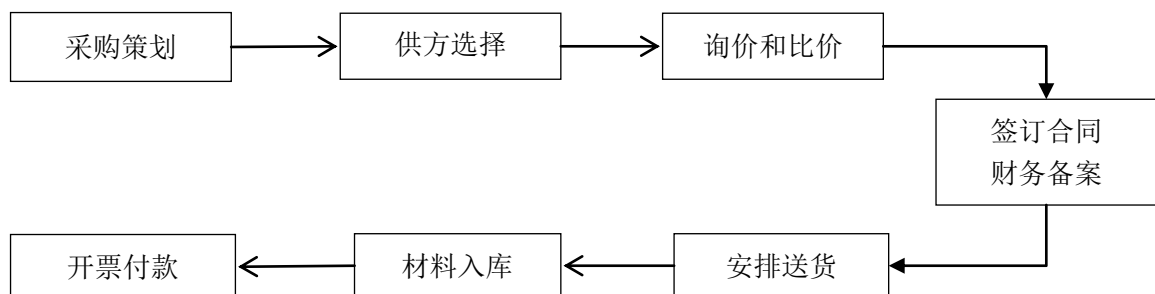 采购策划
供方选择
询价和比价
签订合同
财务备案
安排送货
材料入库
开票付款